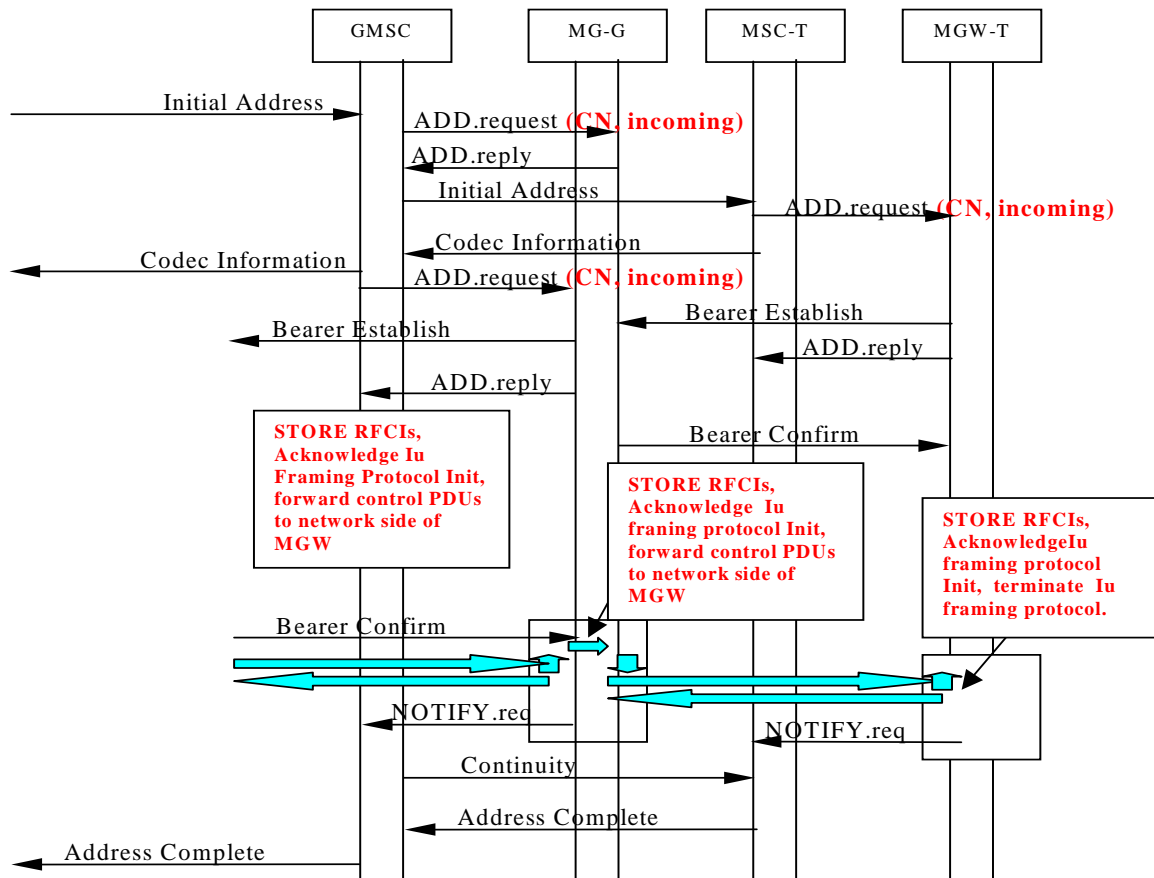 GMSC
MG-G
MSC-T
MGW-T
Initial Address
ADD.request (CN, incoming)
ADD.reply
Initial Address
ADD.request (CN, incoming)
Codec Information
Codec Information
ADD.request (CN, incoming)
Bearer Establish
Bearer Establish
ADD.reply
ADD.reply
STORE RFCIs,
Acknowledge Iu
Framing Protocol Init,
forward control PDUs
to network side of
MGW
Bearer Confirm
STORE RFCIs,
Acknowledge Iu
franing protocol Init,
forward control PDUs
to network side of
MGW
STORE RFCIs,
AcknowledgeIu
framing protocol
Init, terminate Iu
framing protocol.
Bearer Confirm
NOTIFY.req
NOTIFY.req
Continuity
Address Complete
Address Complete